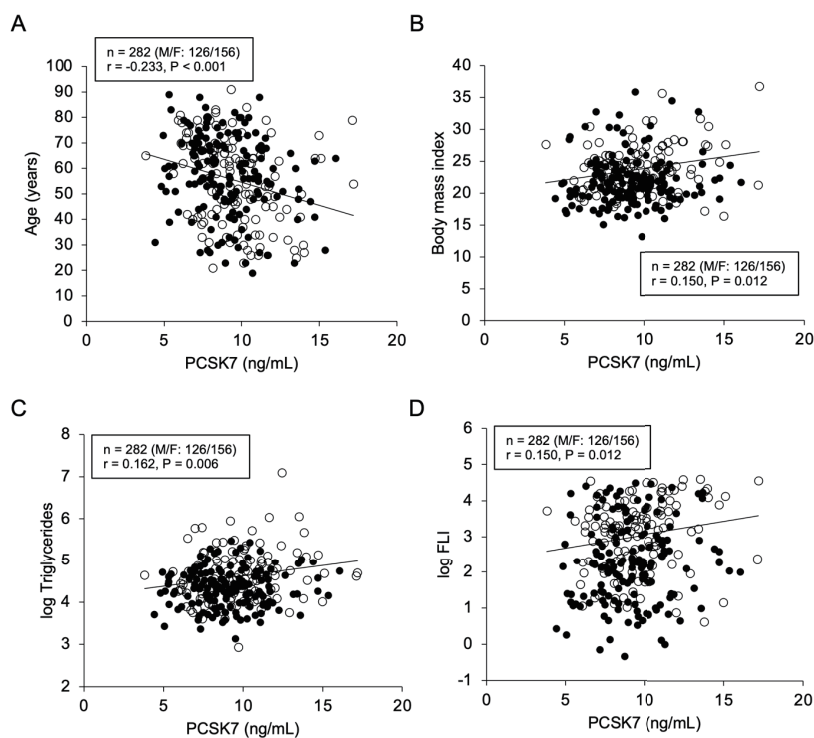 A
n = 282 (M/F: 126/156)
r = -0.233, P < 0.001
100
90
80
70
60
50
40
30
20
10
0
Age (years)
0 5 10 15 20
PCSK7 (ng/mL)
B
40
35
30
25
20
15
10
5
0
Body mass index
n = 282 (M/F: 126/156)
r = 0.150, P = 0.012
0 5 10 15 20
PCSK7 (ng/mL)
C
n = 282 (M/F: 126/156)
r = 0.162, P = 0.006
8
7
6
5
4
3
2
log Triglycerides
0 5 10 15 20
PCSK7 (ng/mL)
D
n = 282 (M/F: 126/156)
r = 0.150, P = 0.012
6
5
4
3
2
1
0
-1
log FLI
0 5 10 15 20
PCSK7 (ng/mL)